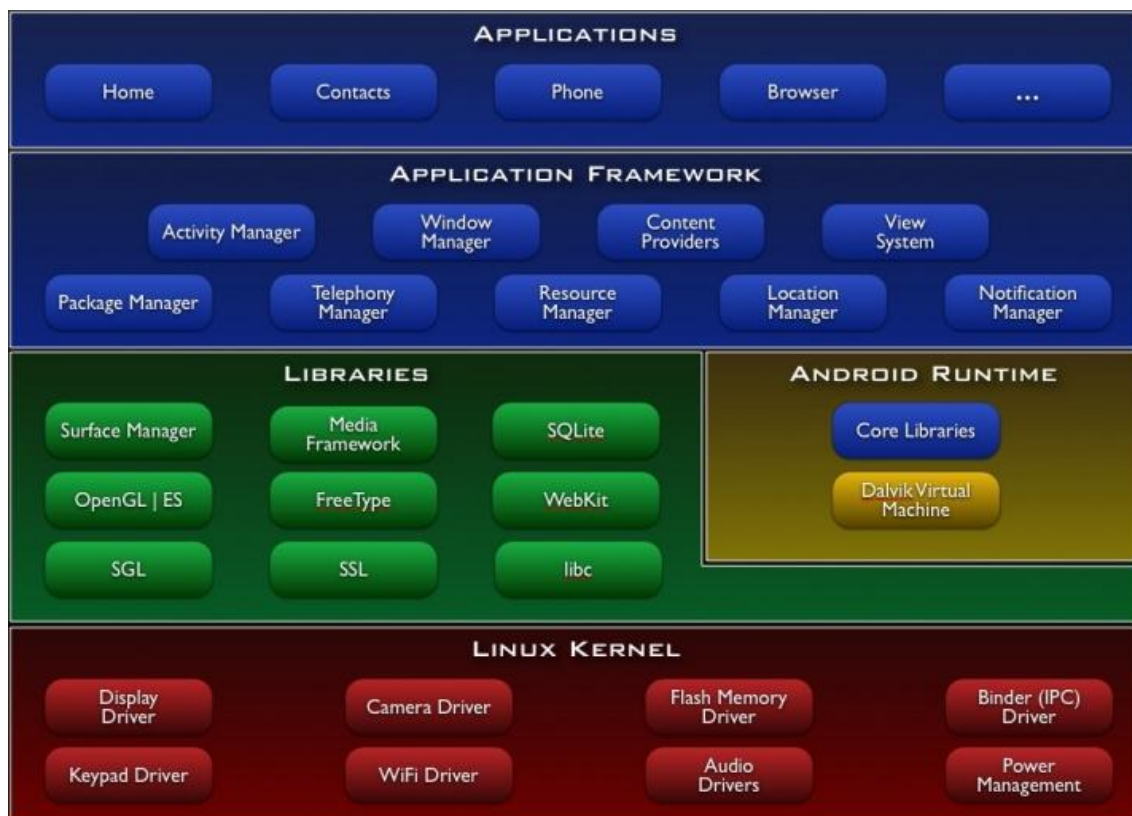 APPLICATIONS
Home
Contacts
Phone
Browser
...
APPLICATION FRAMEWORK
Activity Manager
Window
Manager
Content
Providers
View
System
Package Manager
Telephony
Manager
Resource
Manager
Location
Manager
Notification
Manager
LIBRARIES
Surface Manager
Media
Framework
SQLite
OpenGL | ES
FreeType
WebKit
SGL
SSL
libc
ANDROID RUNTIME
Core Libraries
Dalvik Virtual
Machine
LINUX KERNEL
Display
Driver
Camera Driver
Flash Memory
Driver
Binder (IPC)
Driver
Keypad Driver
WiFi Driver
Audio
Drivers
Power
Management